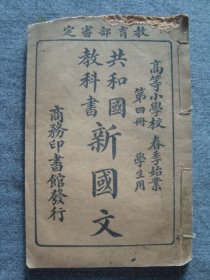 教育部審定
高等小學校 春季始業
第四冊 學生用
共和國
教科書
新國文
商務印書館發行